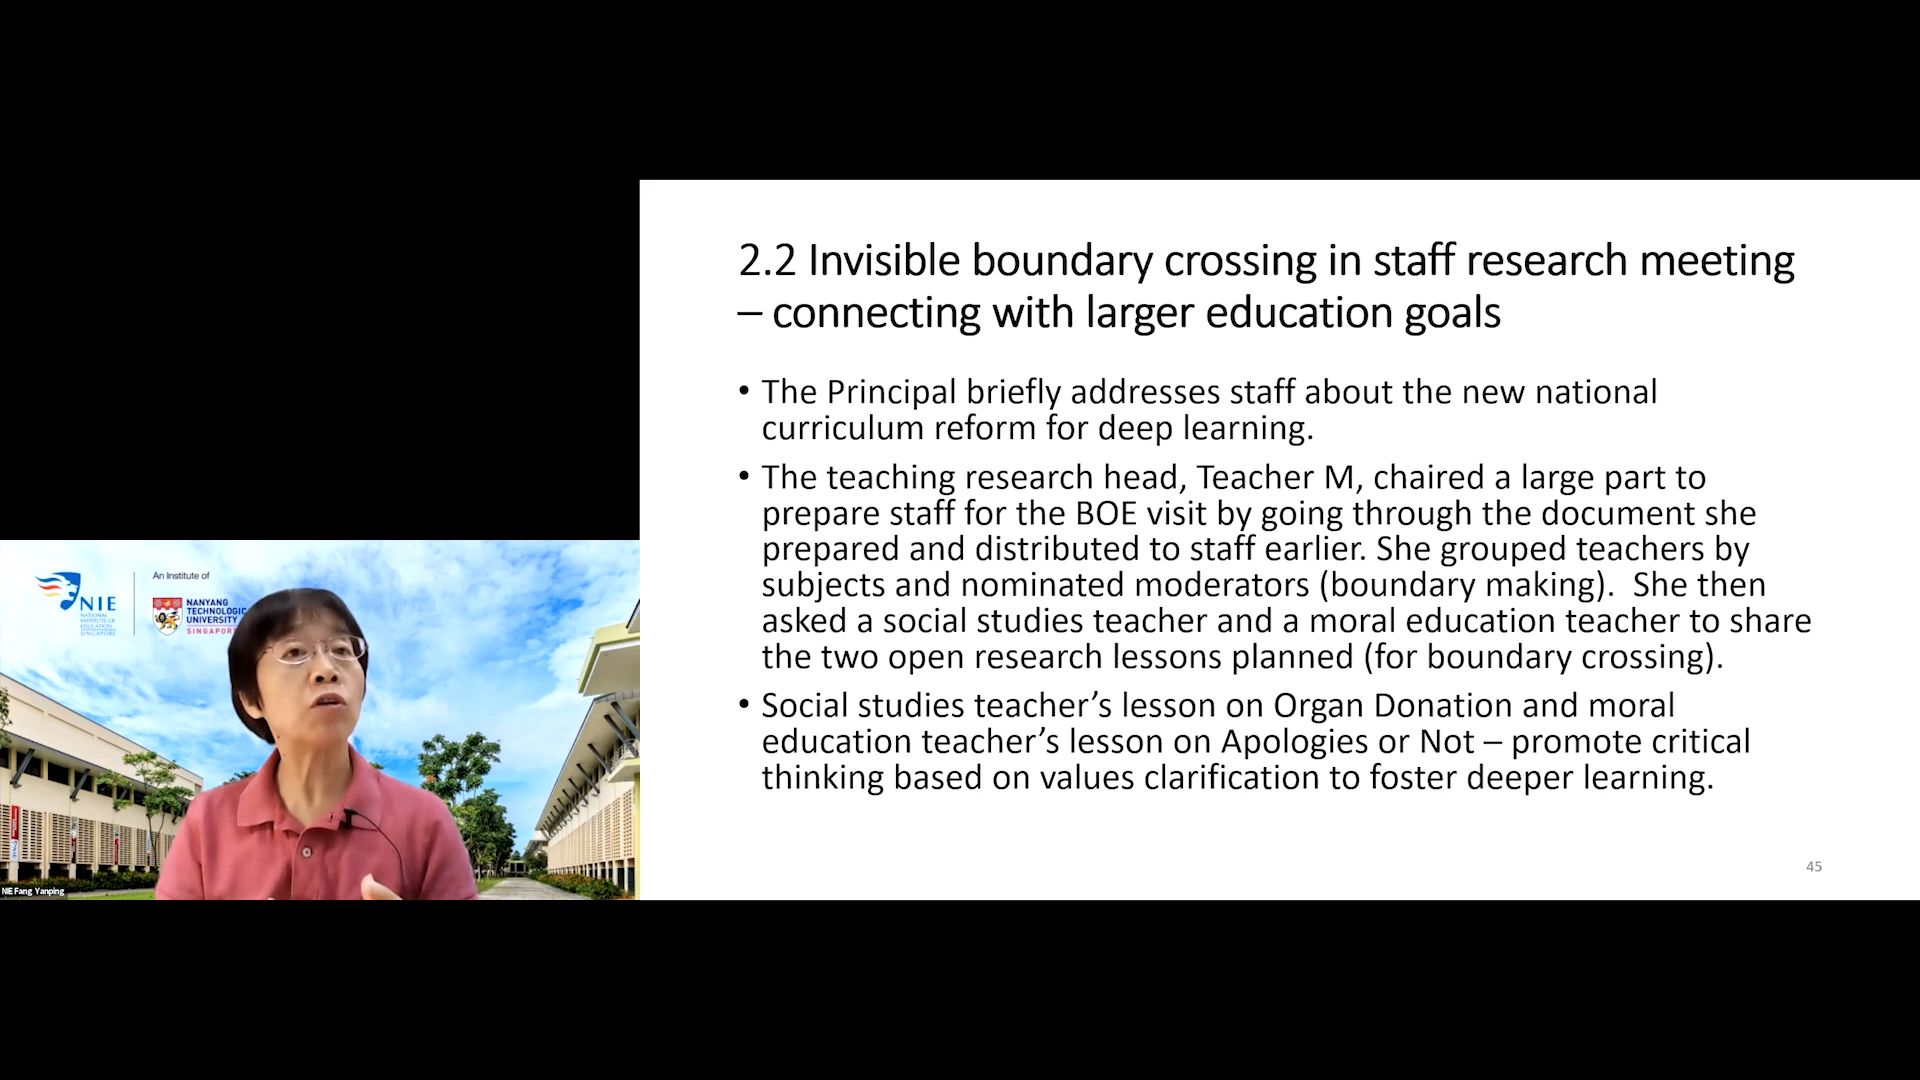 2.2 Invisible boundary crossing in staff research meeting
– connecting with larger education goals
• The Principal briefly addresses staff about the new national
curriculum reform for deep learning.
• The teaching research head, Teacher M, chaired a large part to
prepare staff for the BOE visit by going through the document she
prepared and distributed to staff earlier. She grouped teachers by
subjects and nominated moderators (boundary making).  She then
asked a social studies teacher and a moral education teacher to share
the two open research lessons planned (for boundary crossing).
• Social studies teacher’s lesson on Organ Donation and moral
education teacher’s lesson on Apologies or Not – promote critical
thinking based on values clarification to foster deeper learning.
45
An Institute of
NIE
NATIONAL
INSTITUTE OF
EDUCATION
SINGAPORE
NANYANG
TECHNOLOGIC
UNIVERSITY
SINGAPOR
NIE Fang Yanping